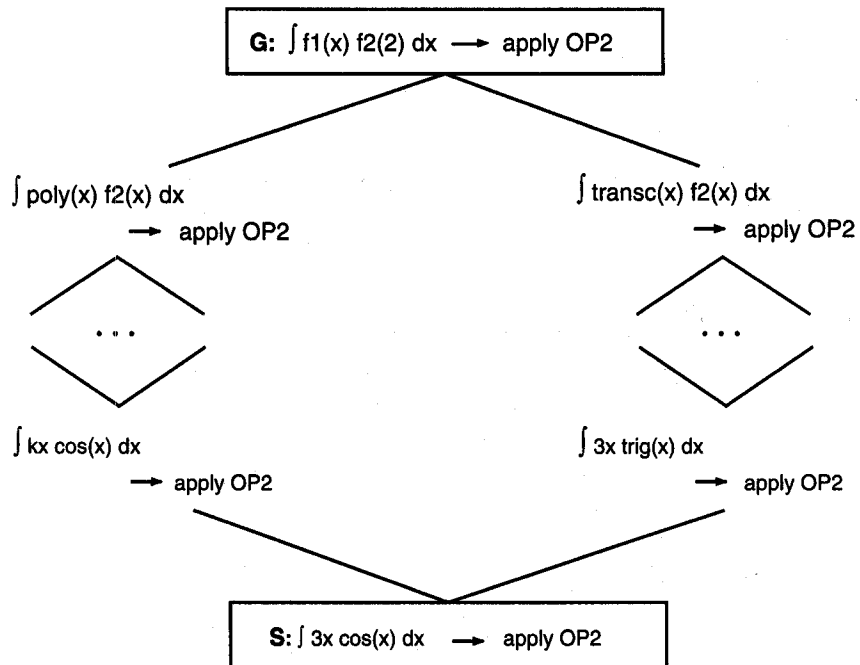 G: ∫ f1(x) f2(2) dx → apply OP2
∫ poly(x) f2(x) dx
→ apply OP2
∫ transc(x) f2(x) dx
→ apply OP2
...
...
∫ kx cos(x) dx
→ apply OP2
∫ 3x trig(x) dx
→ apply OP2
S: ∫ 3x cos(x) dx → apply OP2